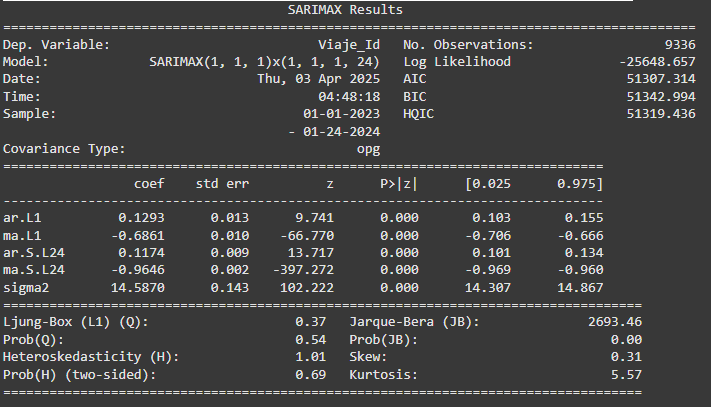 SARIMAX Results
==========================================================================================
Dep. Variable: Viaje_Id No. Observations: 9336
Model: SARIMAX(1, 1, 1)x(1, 1, 1, 24) Log Likelihood -25648.657
Date: Thu, 03 Apr 2025 AIC 51307.314
Time: 04:48:18 BIC 51342.994
Sample: 01-01-2023 HQIC 51319.436
- 01-24-2024
Covariance Type: opg
==============================================================================
coef std err z P>|z| [0.025 0.975]
------------------------------------------------------------------------------
ar.L1 0.1293 0.013 9.741 0.000 0.103 0.155
ma.L1 -0.6861 0.010 -66.770 0.000 -0.706 -0.666
ar.S.L24 0.1174 0.009 13.717 0.000 0.101 0.134
ma.S.L24 -0.9646 0.002 -397.272 0.000 -0.969 -0.960
sigma2 14.5870 0.143 102.222 0.000 14.307 14.867
===================================================================================
Ljung-Box (L1) (Q): 0.37 Jarque-Bera (JB): 2693.46
Prob(Q): 0.54 Prob(JB): 0.00
Heteroskedasticity (H): 1.01 Skew: 0.31
Prob(H) (two-sided): 0.69 Kurtosis: 5.57
===================================================================================